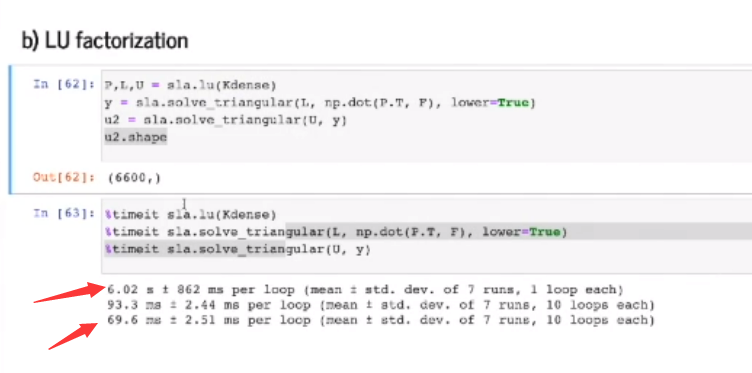 b) LU factorization
In [62]: P,L,U = sla.lu(Kdense)
y = sla.solve_triangular(L, np.dot(P.T, F), lower=True)
u2 = sla.solve_triangular(U, y)
u2.shape
Out[62]: (6600,)
In [63]: %timeit sla.lu(Kdense)
%timeit sla.solve_triangular(L, np.dot(P.T, F), lower=True)
%timeit sla.solve_triangular(U, y)
6.02 s ± 862 ms per loop (mean ± std. dev. of 7 runs, 1 loop each)
93.3 ms ± 2.44 ms per loop (mean ± std. dev. of 7 runs, 10 loops each)
69.6 ms ± 2.51 ms per loop (mean ± std. dev. of 7 runs, 10 loops each)